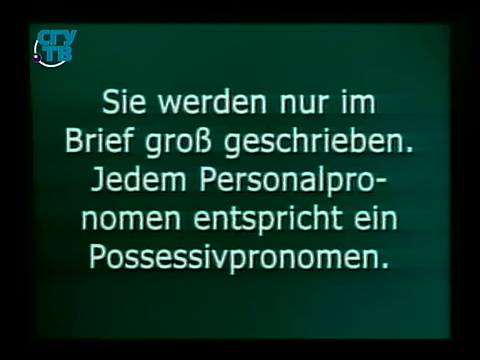 СГУ
ТВ
Sie werden nur im
Brief groß geschrieben.
Jedem Personalpro-
nomen entspricht ein
Possessivpronomen.